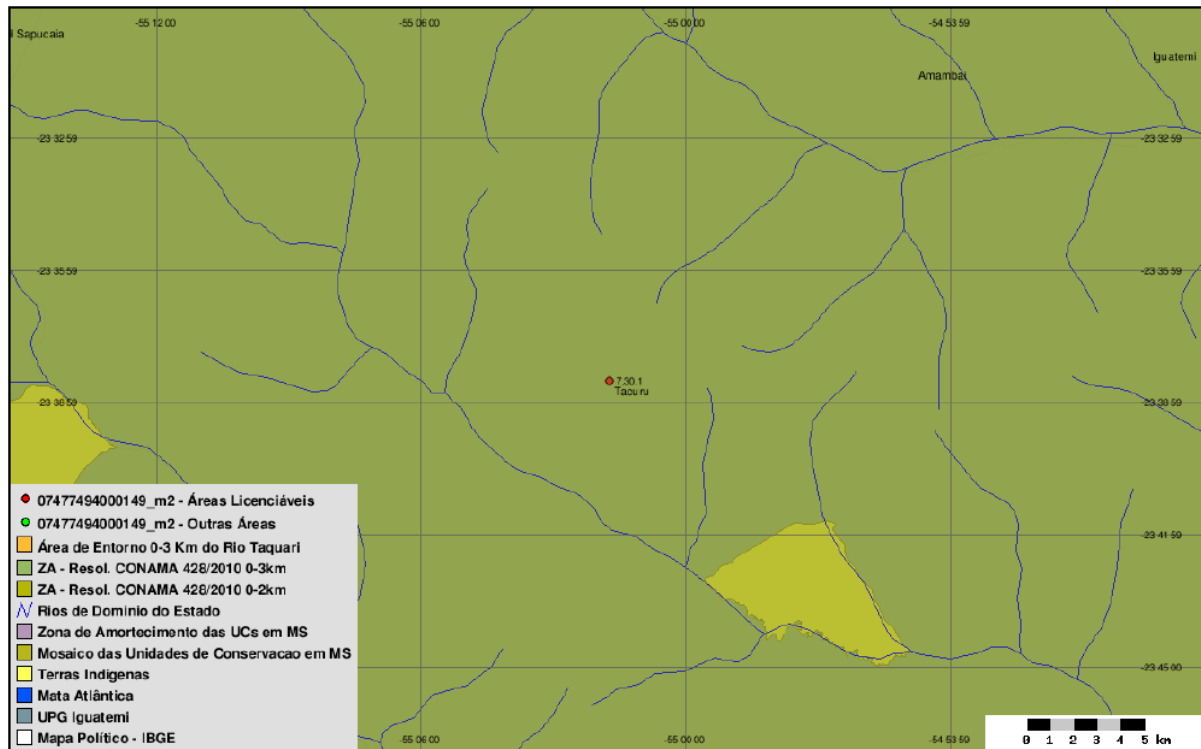 -55 12 00
-55 06 00
-55 00 00
-54 53 59
i Sapucaia
Iguatemi
Amambai
-23 32 59
-23 32 59
-23 35 59
-23 35 59
7.30.1
Tacuru
-23 38 59
-23 38 59
07477494000149_m2 - Áreas Licenciáveis
07477494000149_m2 - Outras Áreas
Área de Entorno 0-3 Km do Rio Taquari
ZA - Resol. CONAMA 428/2010 0-3km
ZA - Resol. CONAMA 428/2010 0-2km
Rios de Domínio do Estado
Zona de Amortecimento das UCs em MS
Mosaico das Unidades de Conservacao em MS
Terras Indígenas
Mata Atlântica
UPG Iguatemi
Mapa Político - IBGE
-23 41 59
-23 45 00
-55 06 00
-55 00 00
-54 53 59
0 1 2 3 4 5 km